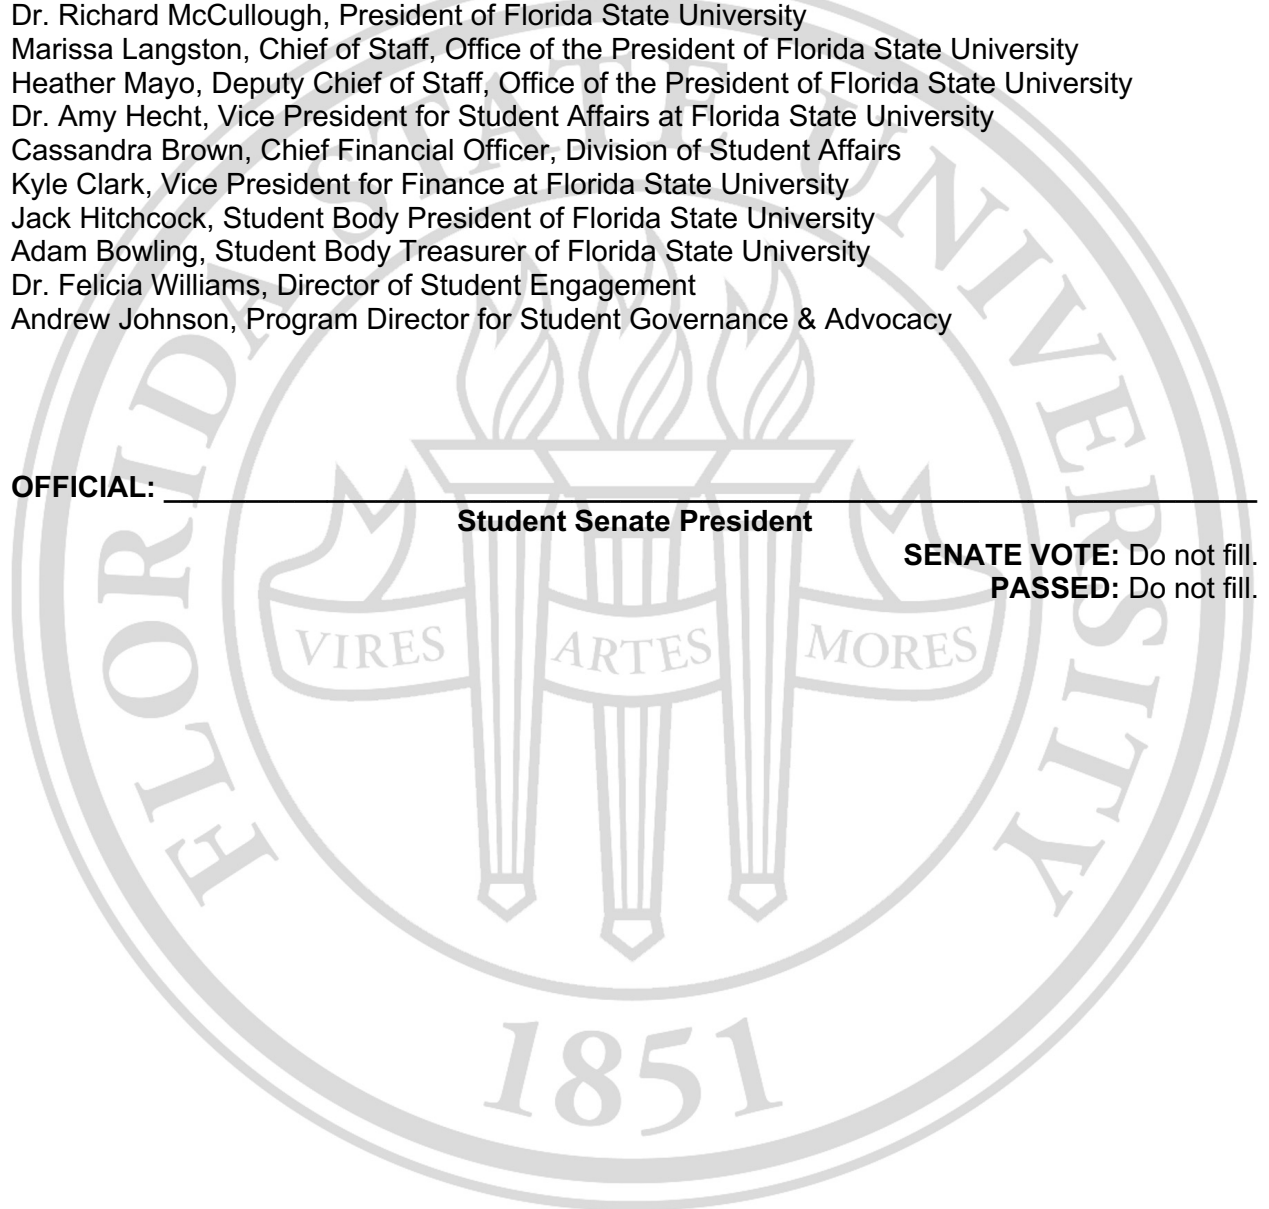 Dr. Richard McCullough, President of Florida State University
Marissa Langston, Chief of Staff, Office of the President of Florida State University
Heather Mayo, Deputy Chief of Staff, Office of the President of Florida State University
Dr. Amy Hecht, Vice President for Student Affairs at Florida State University
Cassandra Brown, Chief Financial Officer, Division of Student Affairs
Kyle Clark, Vice President for Finance at Florida State University
Jack Hitchcock, Student Body President of Florida State University
Adam Bowling, Student Body Treasurer of Florida State University
Dr. Felicia Williams, Director of Student Engagement
Andrew Johnson, Program Director for Student Governance & Advocacy
OFFICIAL:
Student Senate President
SENATE VOTE: Do not fill.
PASSED: Do not fill.
FLORIDA STATE UNIVERSITY
VIRES ARTES MORES
1851